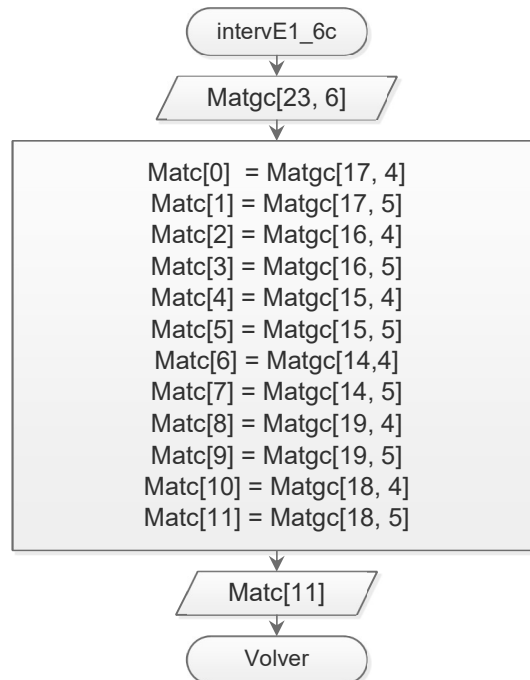 intervE1_6c
Matgc[23, 6]
Matc[0] = Matgc[17, 4]
Matc[1] = Matgc[17, 5]
Matc[2] = Matgc[16, 4]
Matc[3] = Matgc[16, 5]
Matc[4] = Matgc[15, 4]
Matc[5] = Matgc[15, 5]
Matc[6] = Matgc[14,4]
Matc[7] = Matgc[14, 5]
Matc[8] = Matgc[19, 4]
Matc[9] = Matgc[19, 5]
Matc[10] = Matgc[18, 4]
Matc[11] = Matgc[18, 5]
Matc[11]
Volver